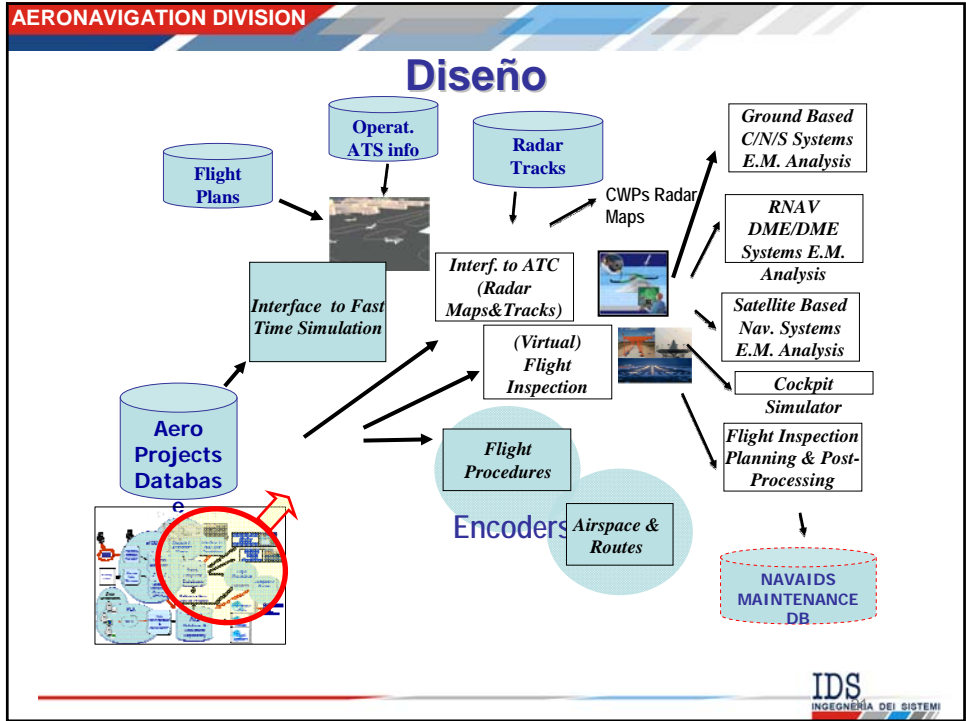 AERONAVIGATION DIVISION
Diseño
Flight
Plans
Operat.
ATS info
Radar
Tracks
CWPs Radar
Maps
Ground Based
C/N/S Systems
E.M. Analysis
RNAV
DME/DME
Systems E.M.
Analysis
Interface to Fast
Time Simulation
Interf. to ATC
(Radar
Maps&Tracks)
Satellite Based
Nav. Systems
E.M. Analysis
(Virtual)
Flight
Inspection
Cockpit
Simulator
Aero
Projects
Databas
e
Flight
Procedures
Flight Inspection
Planning & Post-
Processing
Encoders
Airspace &
Routes
NAVAIDS
MAINTENANCE
DB
IDS
INGEGNERIA DEI SISTEMI